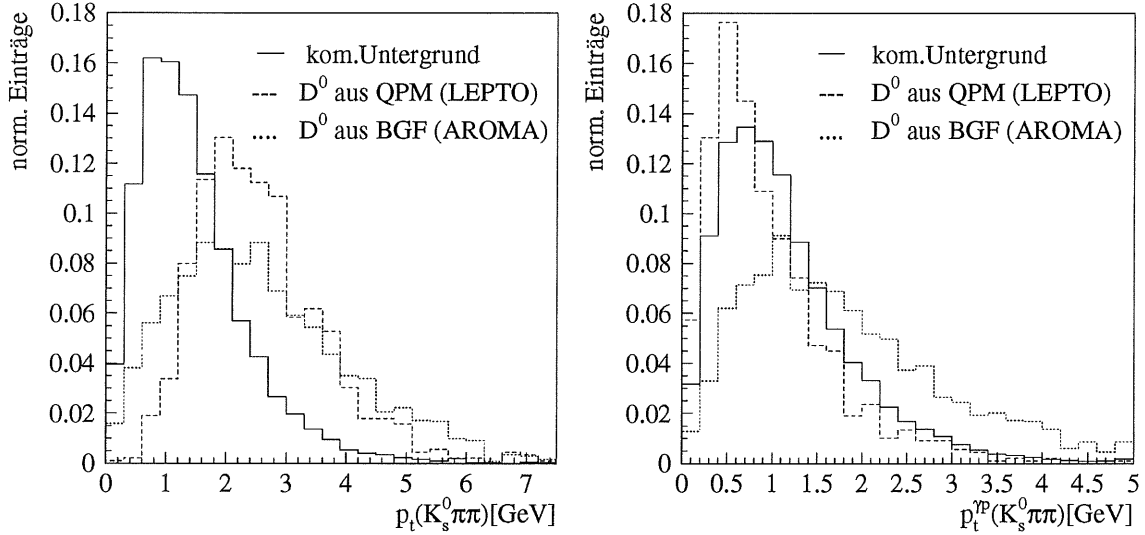 norm. Einträge
0.18
0.16
0.14
0.12
0.1
0.08
0.06
0.04
0.02
0
kom.Untergrund
D⁰ aus QPM (LEPTO)
D⁰ aus BGF (AROMA)
0 1 2 3 4 5 6 7
pₜ(Kₛ⁰ππ)[GeV]
norm. Einträge
0.18
0.16
0.14
0.12
0.1
0.08
0.06
0.04
0.02
0
kom.Untergrund
D⁰ aus QPM (LEPTO)
D⁰ aus BGF (AROMA)
0 0.5 1 1.5 2 2.5 3 3.5 4 4.5 5
pₜᵞᵖ(Kₛ⁰ππ)[GeV]